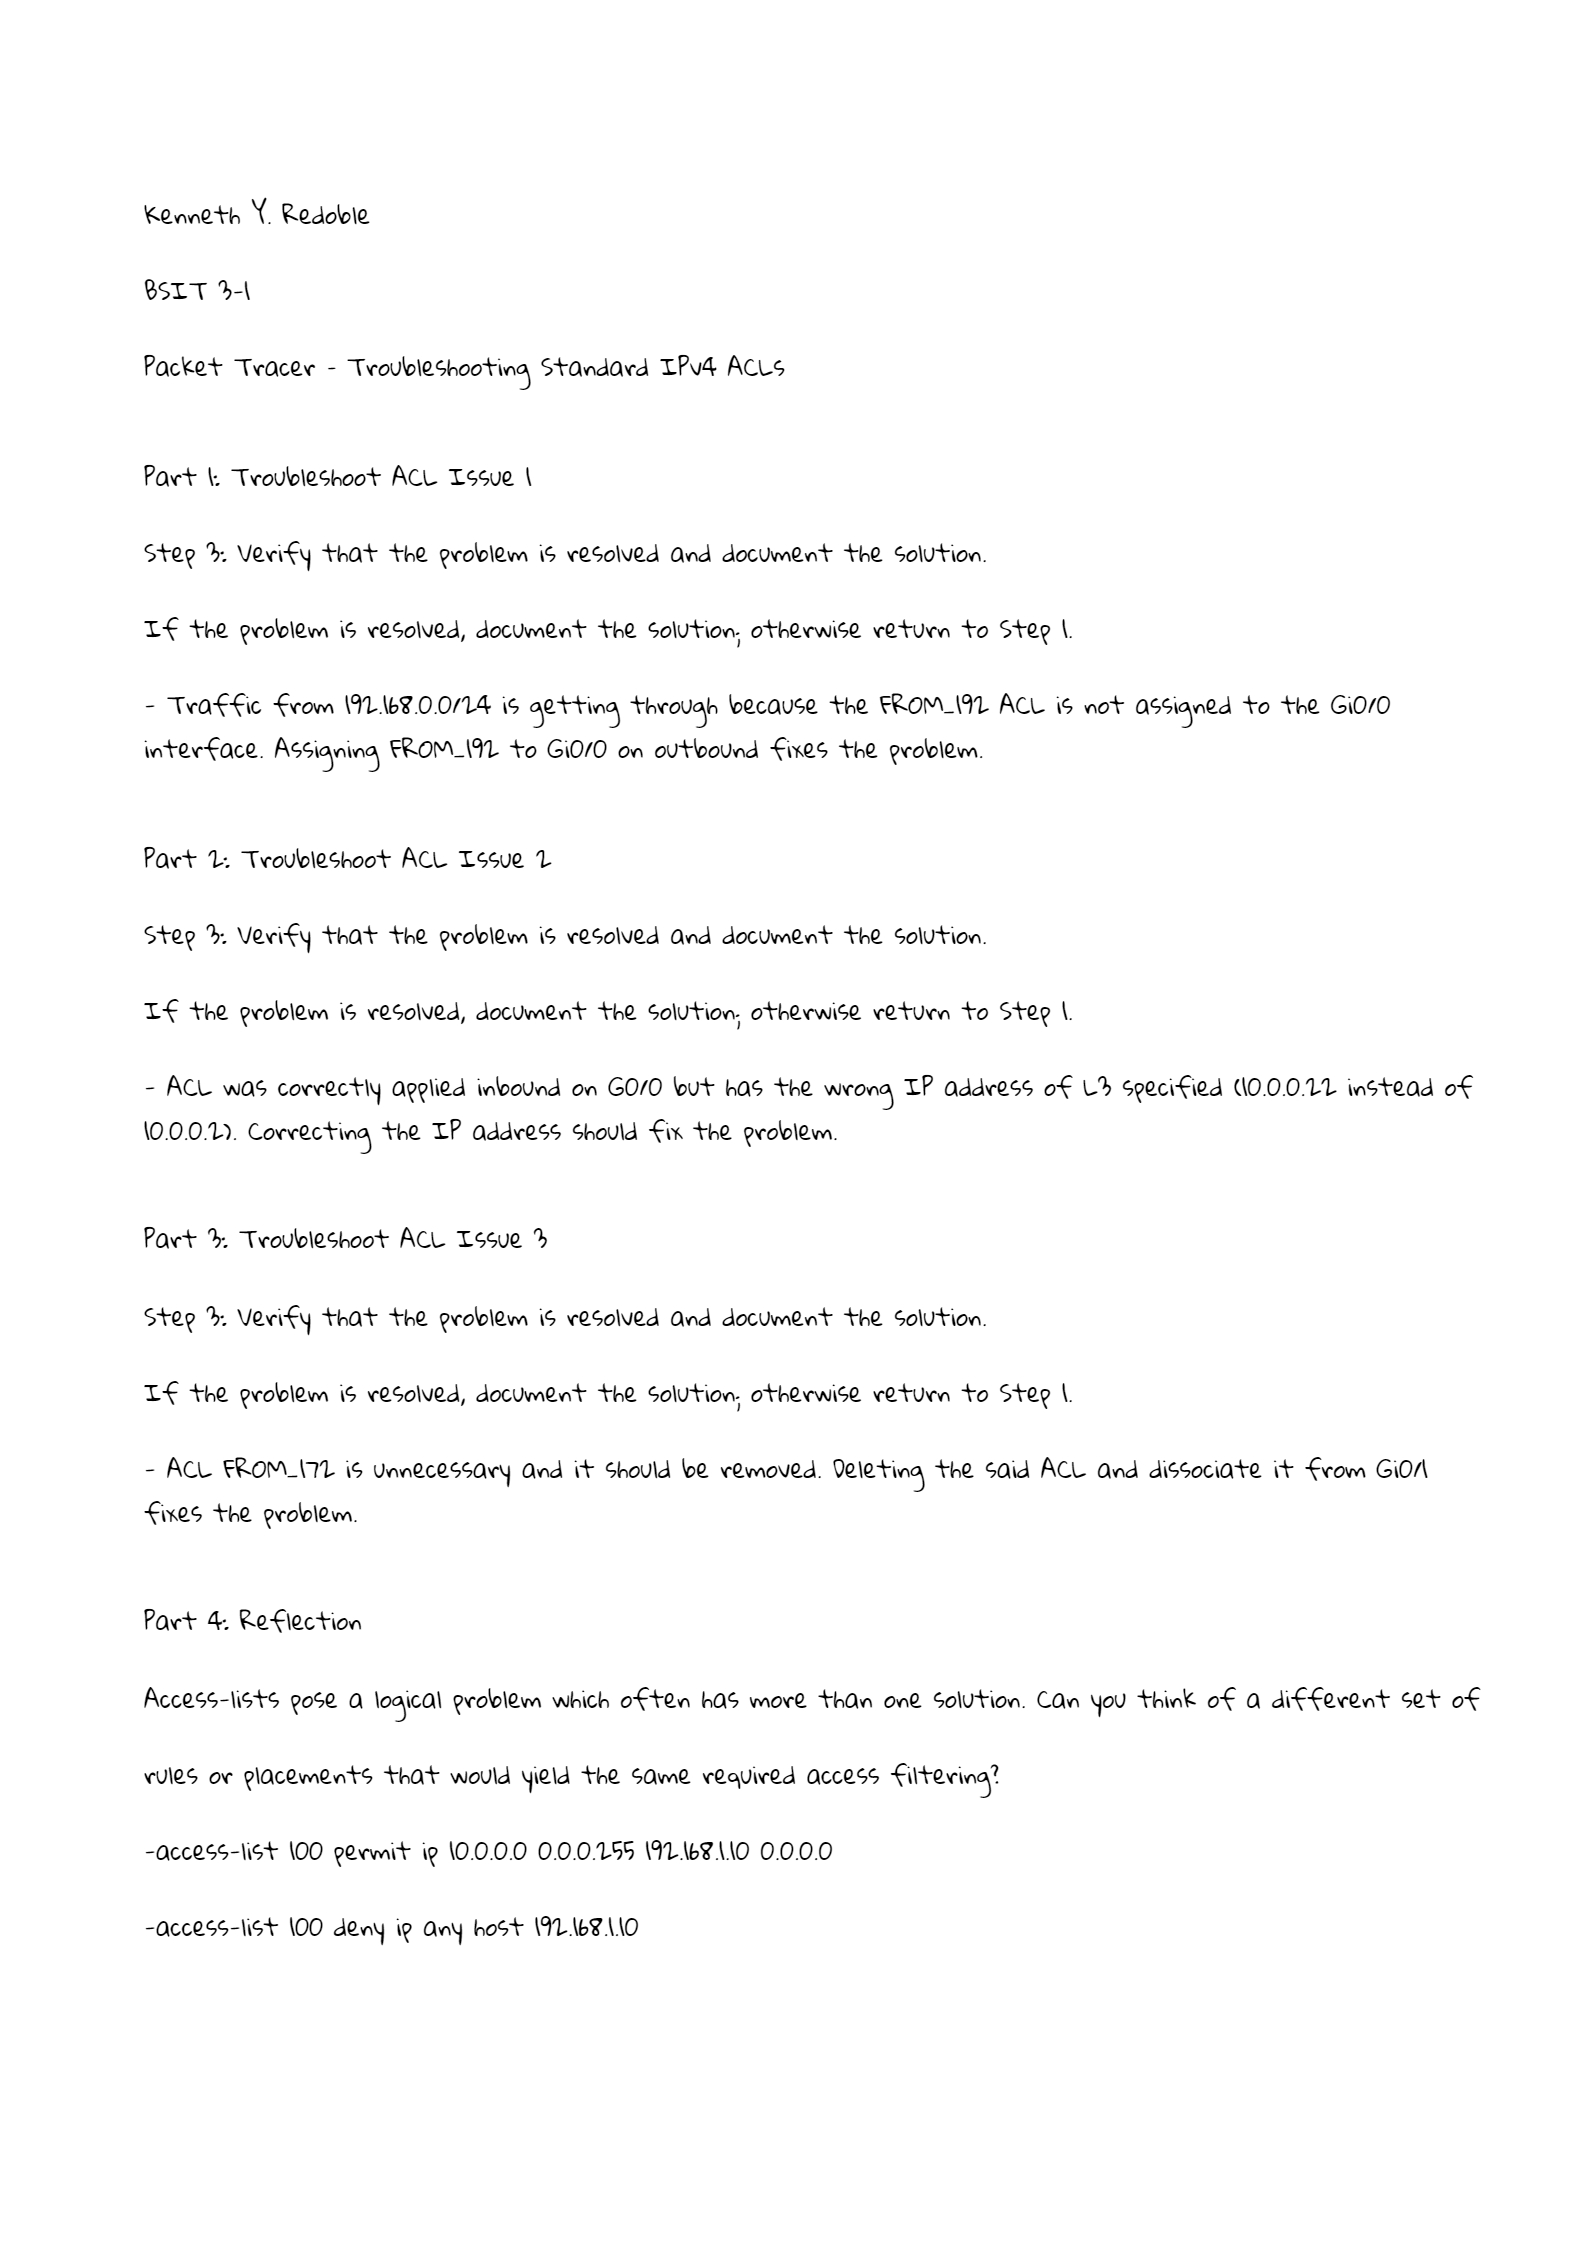 Kenneth Y. Redoble
BSIT 3-1
Packet Tracer - Troubleshooting Standard IPv4 ACLs
Part 1: Troubleshoot ACL Issue 1
Step 3: Verify that the problem is resolved and document the solution.
If the problem is resolved, document the solution; otherwise return to Step 1.
- Traffic from 192.168.0.0/24 is getting through because the FROM_192 ACL is not assigned to the Gi0/0
interface. Assigning FROM_192 to Gi0/0 on outbound fixes the problem.
Part 2: Troubleshoot ACL Issue 2
Step 3: Verify that the problem is resolved and document the solution.
If the problem is resolved, document the solution; otherwise return to Step 1.
- ACL was correctly applied inbound on G0/0 but has the wrong IP address of L3 specified (10.0.0.22 instead of
10.0.0.2). Correcting the IP address should fix the problem.
Part 3: Troubleshoot ACL Issue 3
Step 3: Verify that the problem is resolved and document the solution.
If the problem is resolved, document the solution; otherwise return to Step 1.
- ACL FROM_172 is unnecessary and it should be removed. Deleting the said ACL and dissociate it from Gi0/1
fixes the problem.
Part 4: Reflection
Access-lists pose a logical problem which often has more than one solution. Can you think of a different set of
rules or placements that would yield the same required access filtering?
-access-list 100 permit ip 10.0.0.0 0.0.0.255 192.168.1.10 0.0.0.0
-access-list 100 deny ip any host 192.168.1.10